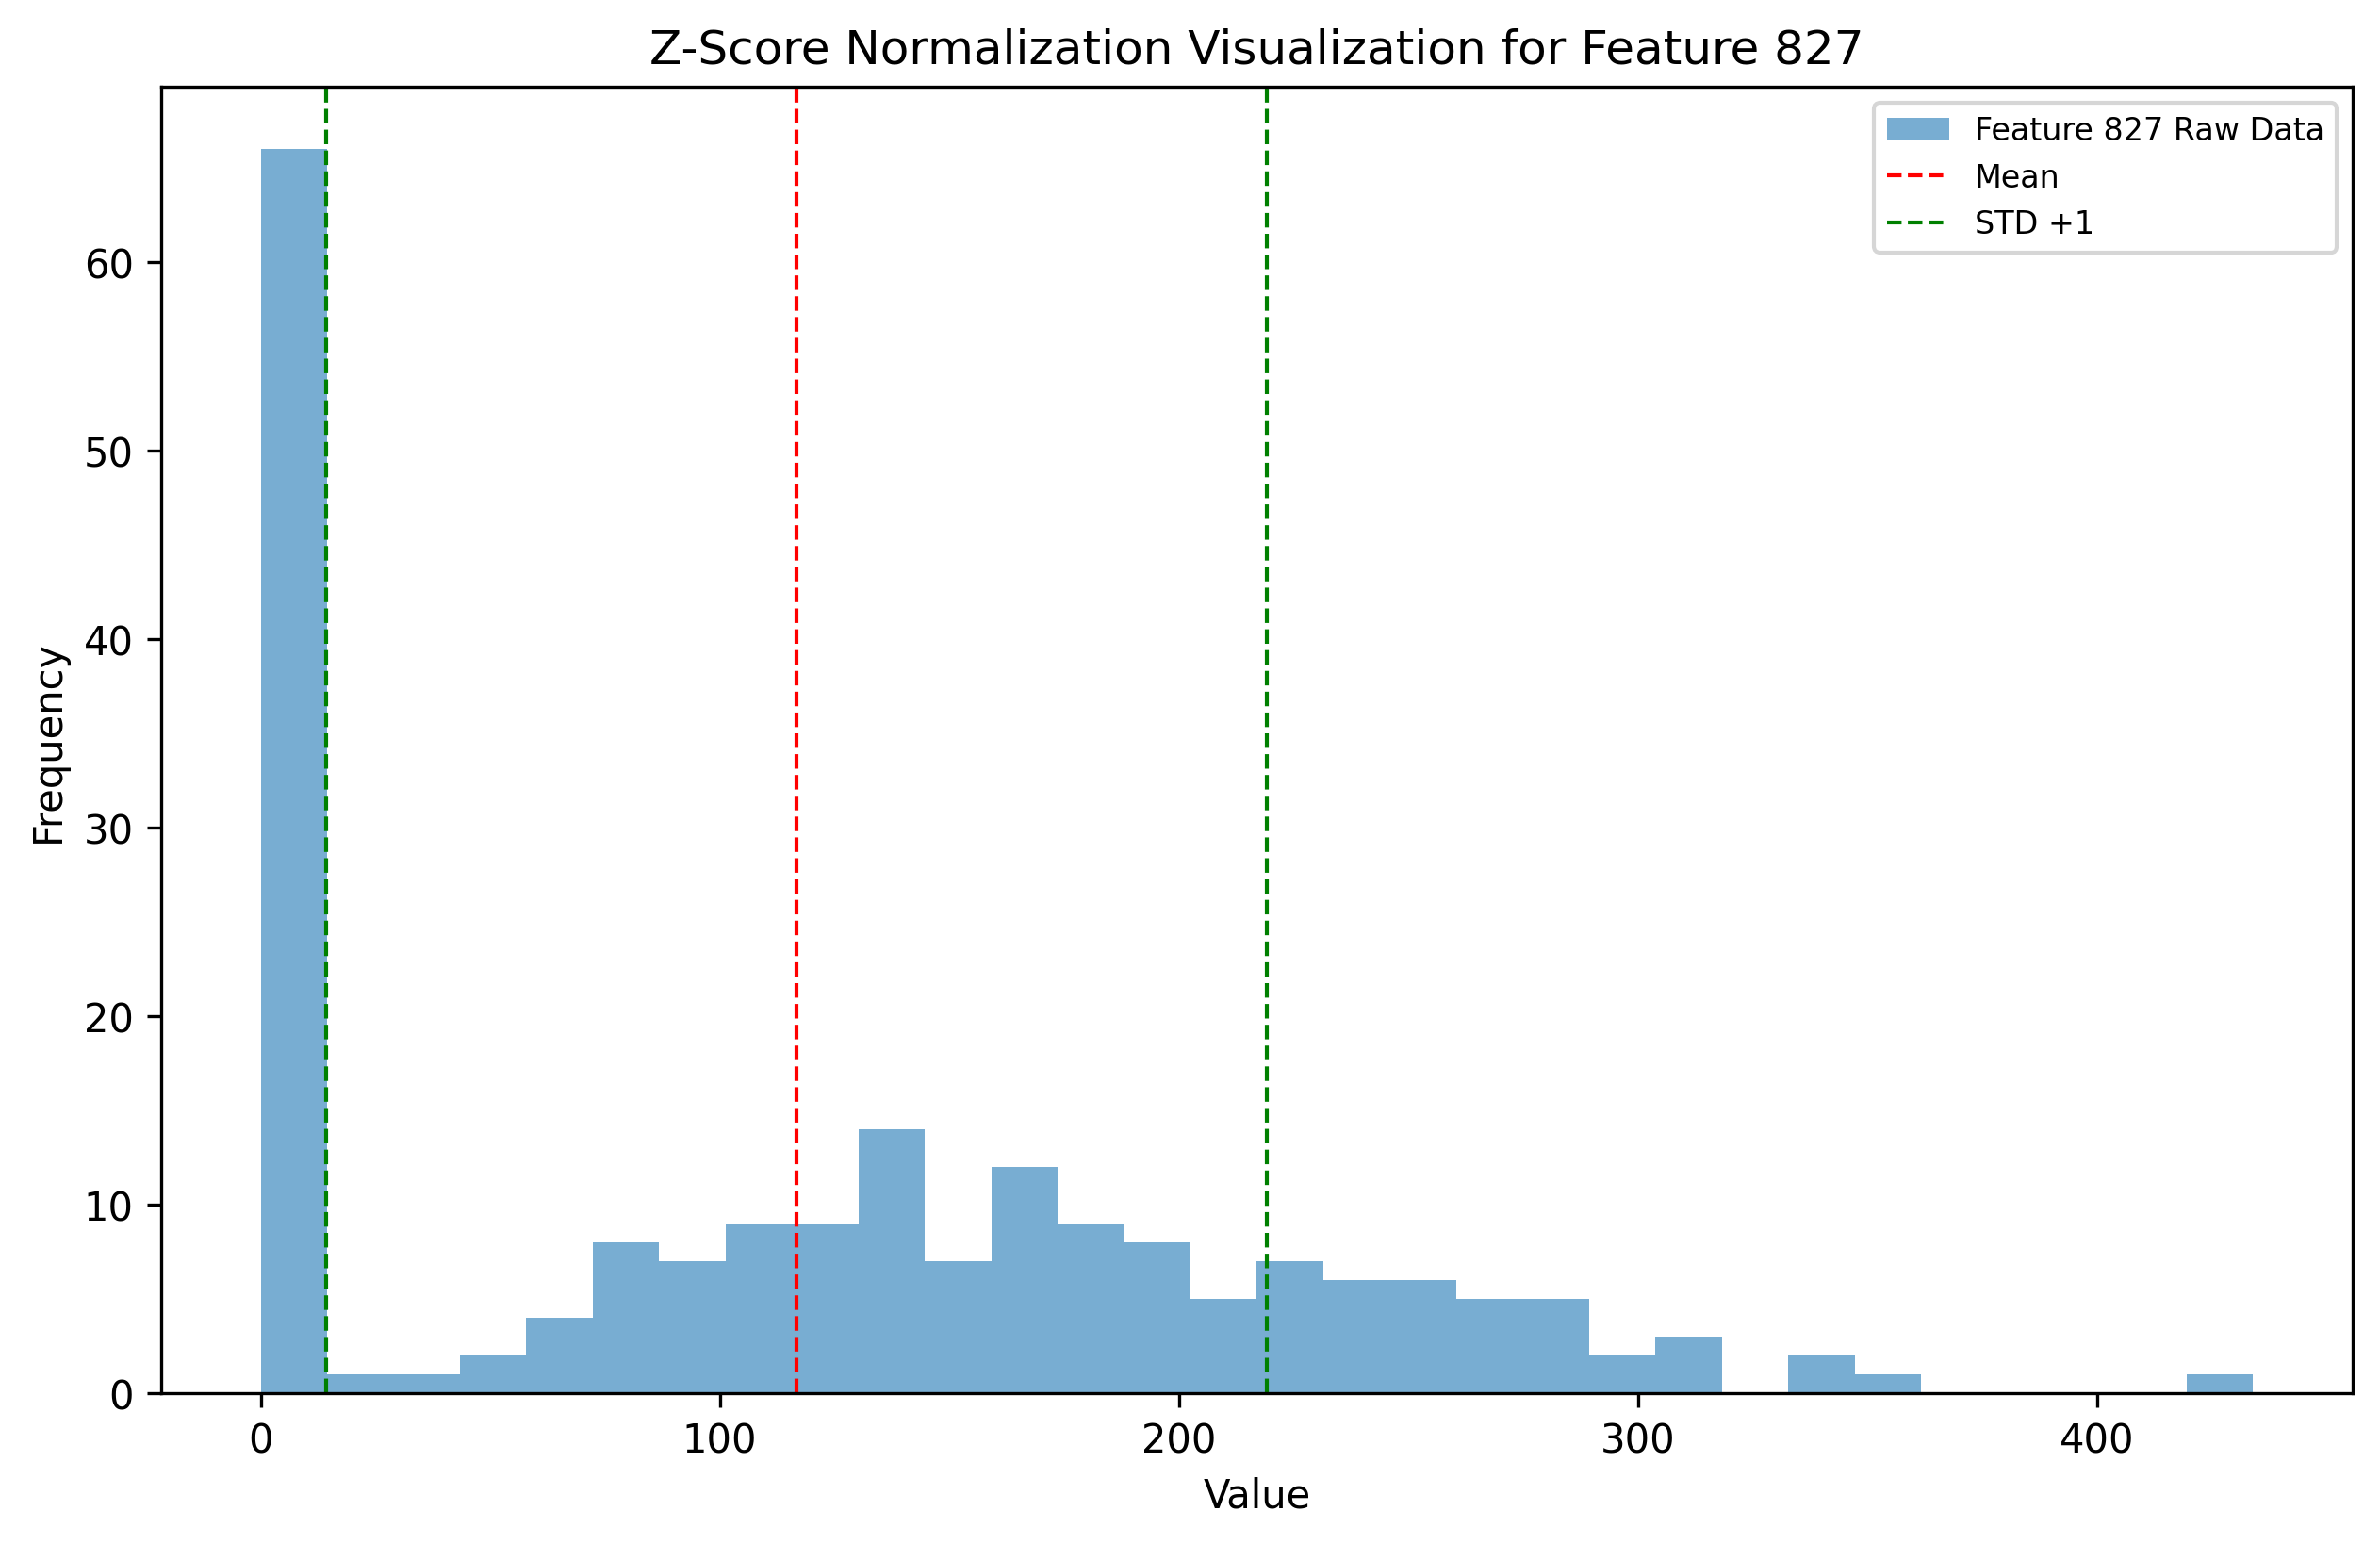 Z-Score Normalization Visualization for Feature 827
Feature 827 Raw Data
Mean
STD +1
Frequency
60
50
40
30
20
10
0
0 100 200 300 400
Value